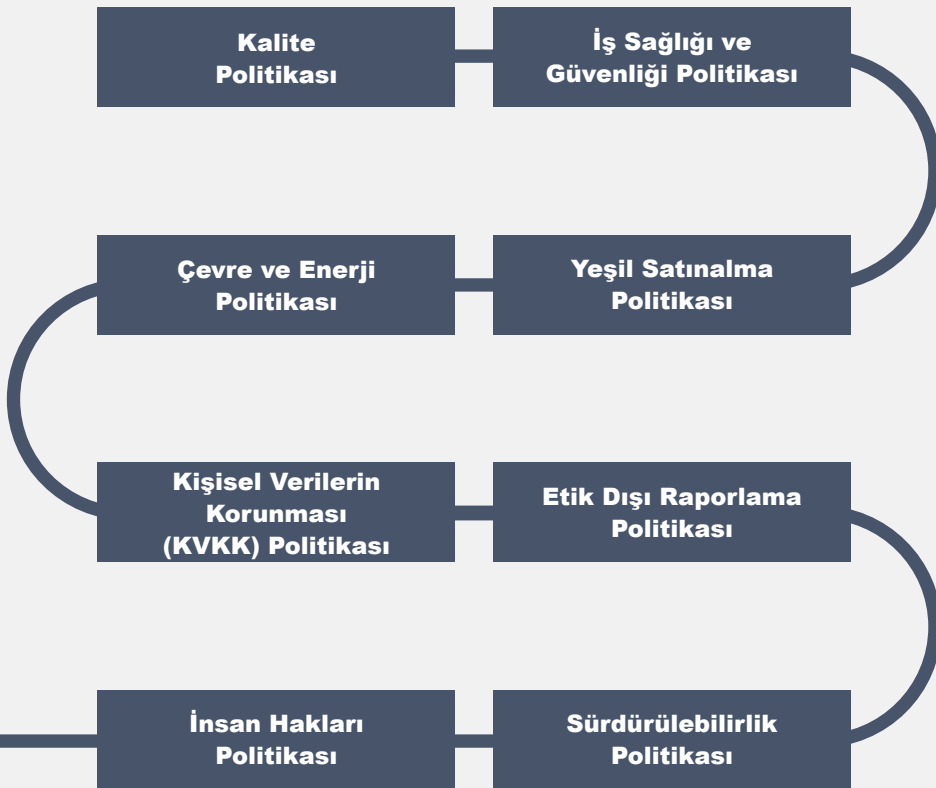 Kalite
Politikası
İş Sağlığı ve
Güvenliği Politikası
Çevre ve Enerji
Politikası
Yeşil Satınalma
Politikası
Kişisel Verilerin
Korunması
(KVKK) Politikası
Etik Dışı Raporlama
Politikası
İnsan Hakları
Politikası
Sürdürülebilirlik
Politikası